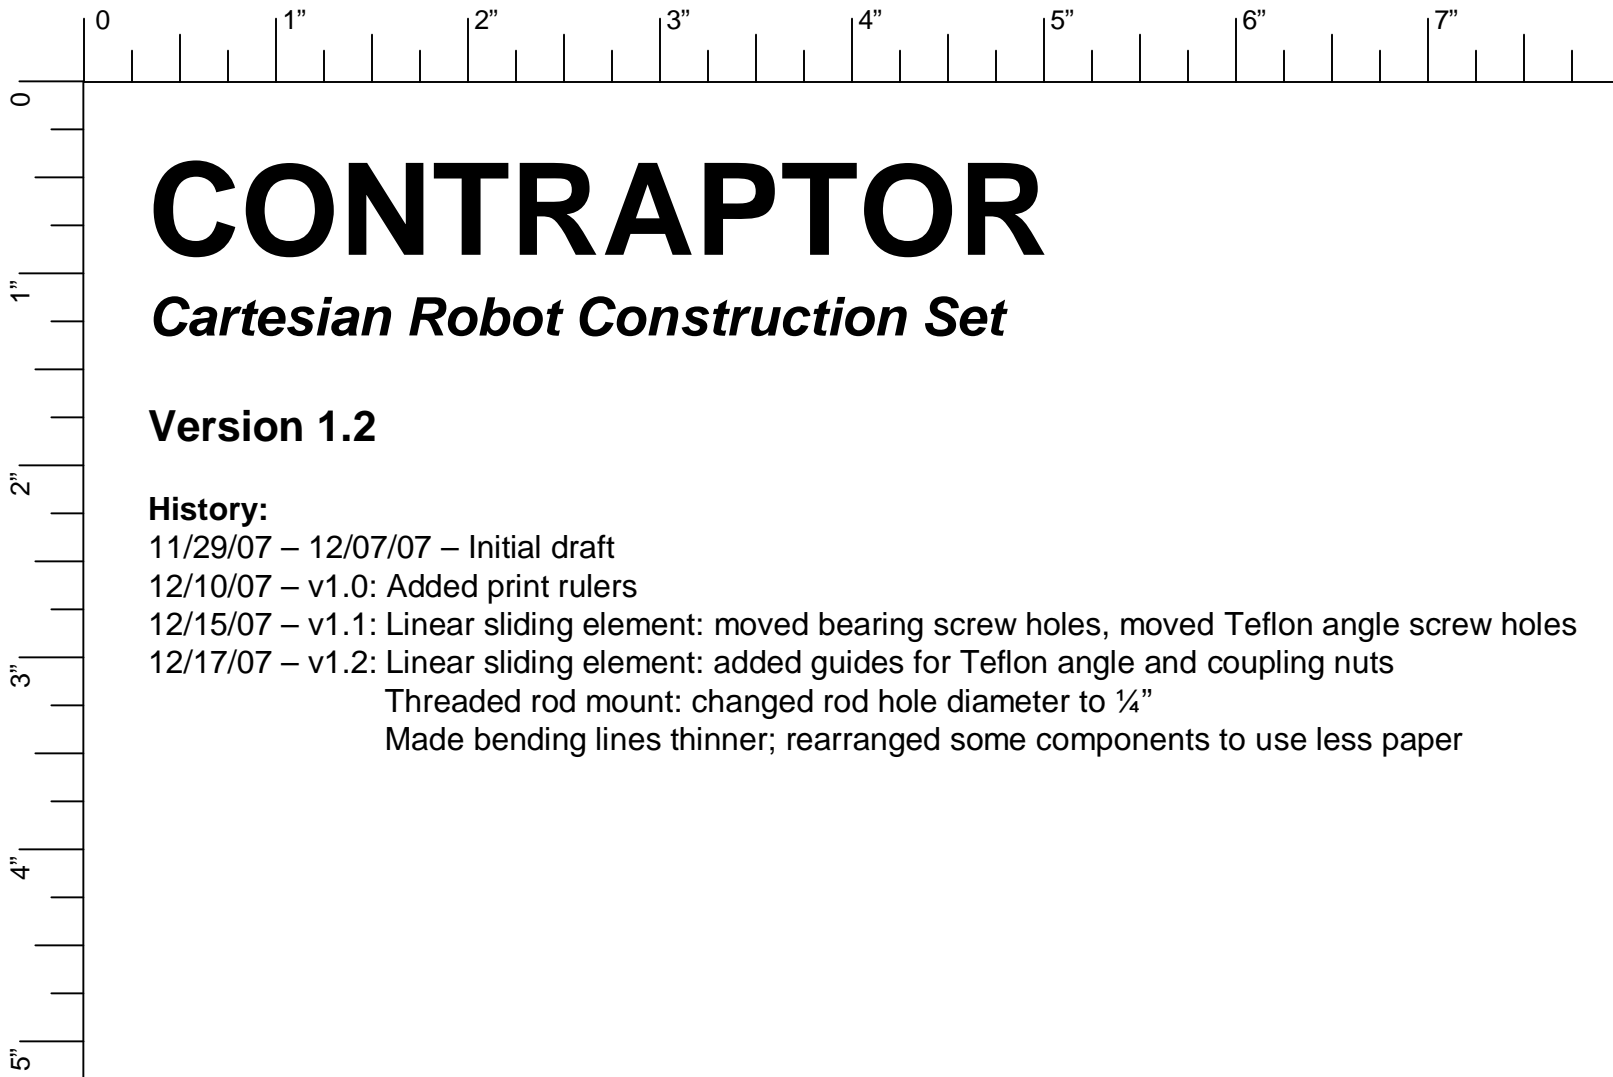 0 1” 2” 3” 4” 5” 6” 7”
0
1”
2”
3”
4”
5”
CONTRAPTOR
Cartesian Robot Construction Set
Version 1.2
History:
11/29/07 – 12/07/07 – Initial draft
12/10/07 – v1.0: Added print rulers
12/15/07 – v1.1: Linear sliding element: moved bearing screw holes, moved Teflon angle screw holes
12/17/07 – v1.2: Linear sliding element: added guides for Teflon angle and coupling nuts
Threaded rod mount: changed rod hole diameter to ¼”
Made bending lines thinner; rearranged some components to use less paper